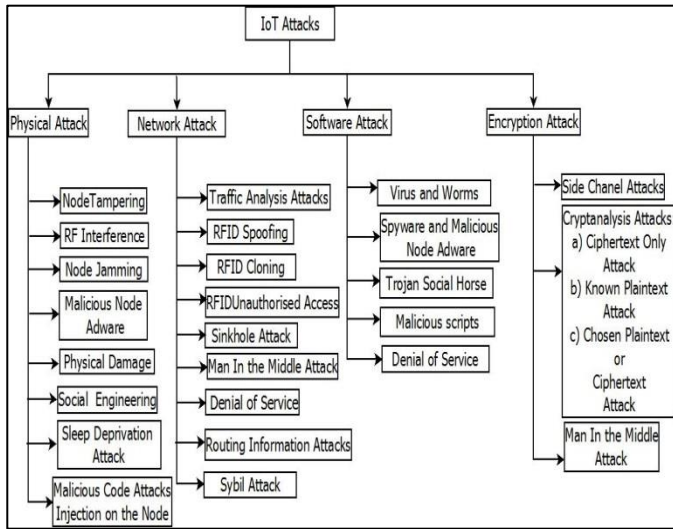 IoT Attacks
Physical Attack
Network Attack
Software Attack
Encryption Attack
NodeTampering
RF Interference
Node Jamming
Malicious Node
Adware
Physical Damage
Social Engineering
Sleep Deprivation
Attack
Malicious Code Attacks
Injection on the Node
Traffic Analysis Attacks
RFID Spoofing
RFID Cloning
RFIDUnauthorised Access
Sinkhole Attack
Man In the Middle Attack
Denial of Service
Routing Information Attacks
Sybil Attack
Virus and Worms
Spyware and Malicious
Node Adware
Trojan Social Horse
Malicious scripts
Denial of Service
Side Chanel Attacks
Cryptanalysis Attacks
a) Ciphertext Only
Attack
b) Known Plaintext
Attack
c) Chosen Plaintext
or
Ciphertext
Attack
Man In the Middle
Attack